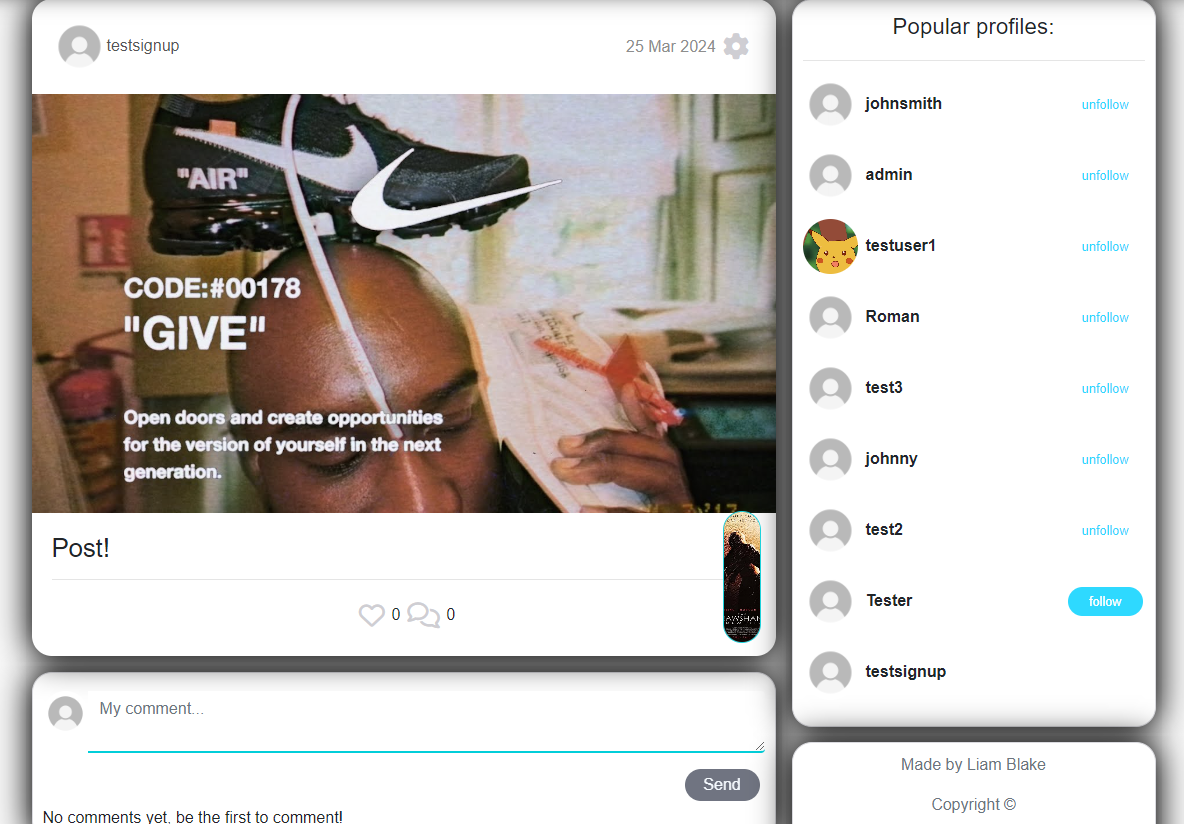 testsignup
25 Mar 2024
"AIR"
CODE:#00178
"GIVE"
Open doors and create opportunities
for the version of yourself in the next
generation.
Post!
0
0
My comment...
Send
No comments yet, be the first to comment!
Popular profiles:
johnsmith
unfollow
admin
unfollow
testuser1
unfollow
Roman
unfollow
test3
unfollow
johnny
unfollow
test2
unfollow
Tester
follow
testsignup
Made by Liam Blake
Copyright ©